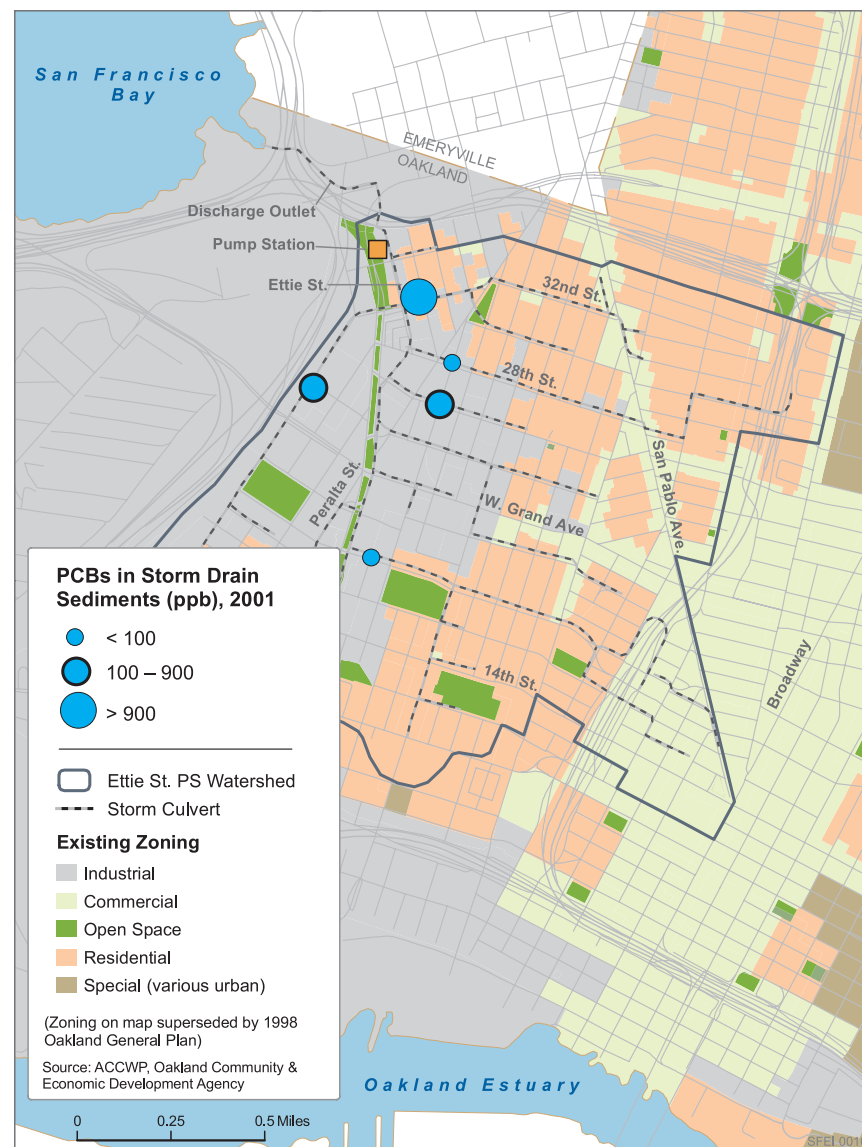 San Francisco
Bay
EMERYVILLE
OAKLAND
Discharge Outlet
Pump Station
Ettie St.
32nd St.
28th St.
San Pablo Ave.
Peralta St.
W. Grand Ave
14th St.
Broadway
PCBs in Storm Drain
Sediments (ppb), 2001
< 100
100 – 900
> 900
Ettie St. PS Watershed
Storm Culvert
Existing Zoning
Industrial
Commercial
Open Space
Residential
Special (various urban)
(Zoning on map superseded by 1998
Oakland General Plan)
Source: ACCWP, Oakland Community &
Economic Development Agency
Oakland Estuary
0 0.25 0.5 Miles